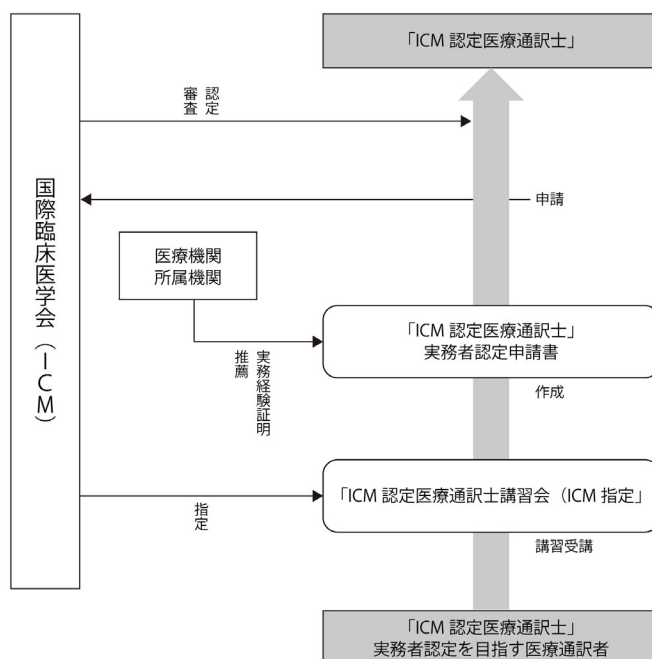 「ICM 認定医療通訳士」
認定
審査
申請
国際臨床医学会（ICM）
医療機関
所属機関
「ICM 認定医療通訳士」
実務者認定申請書
実務経験証明
推薦
作成
「ICM 認定医療通訳士講習会（ICM 指定」
指定
講習受講
「ICM 認定医療通訳士」
実務者認定を目指す医療通訳者